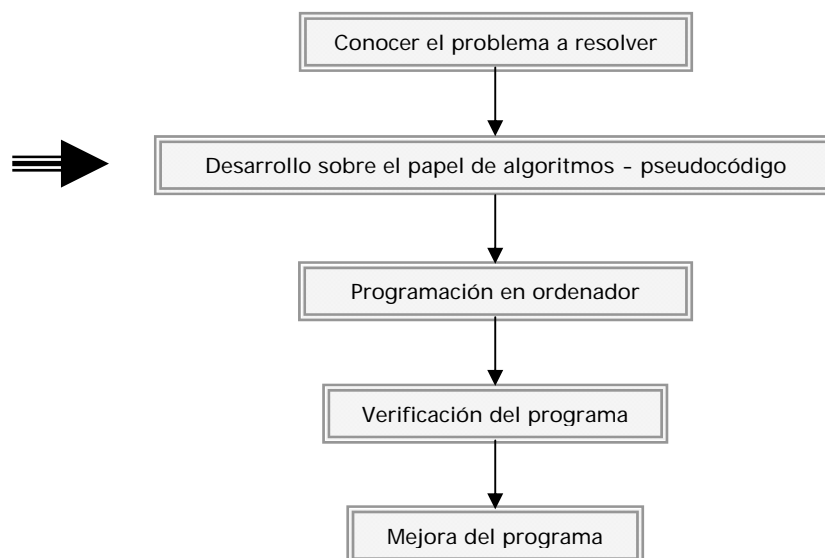 Conocer el problema a resolver
Desarrollo sobre el papel de algoritmos – pseudocódigo
Programación en ordenador
Verificación del programa
Mejora del programa